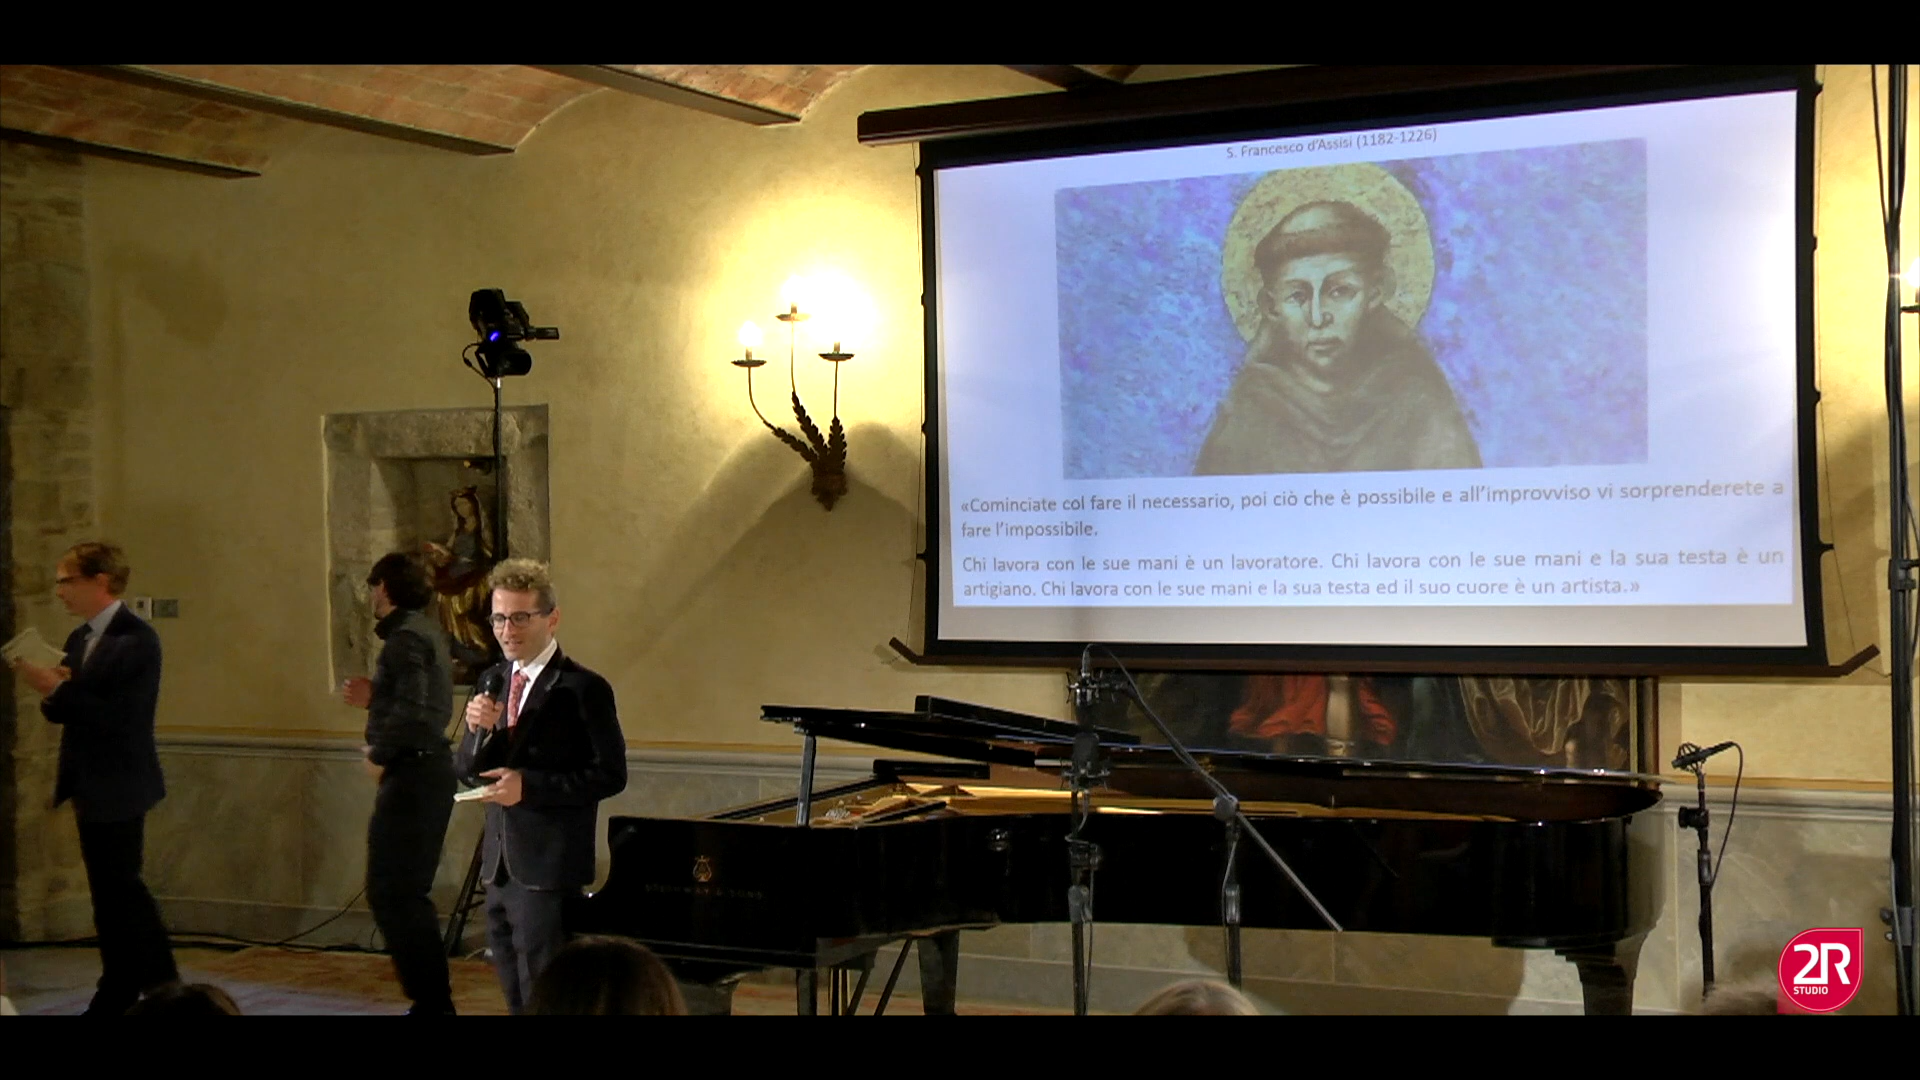 S. Francesco d'Assisi (1182-1226)
«Cominciate col fare il necessario, poi ciò che è possibile e all'improvviso vi sorprenderete a
fare l'impossibile.
Chi lavora con le sue mani è un lavoratore. Chi lavora con le sue mani e la sua testa è un
artigiano. Chi lavora con le sue mani e la sua testa ed il suo cuore è un artista.»
STEINWAY & SONS
2R
STUDIO